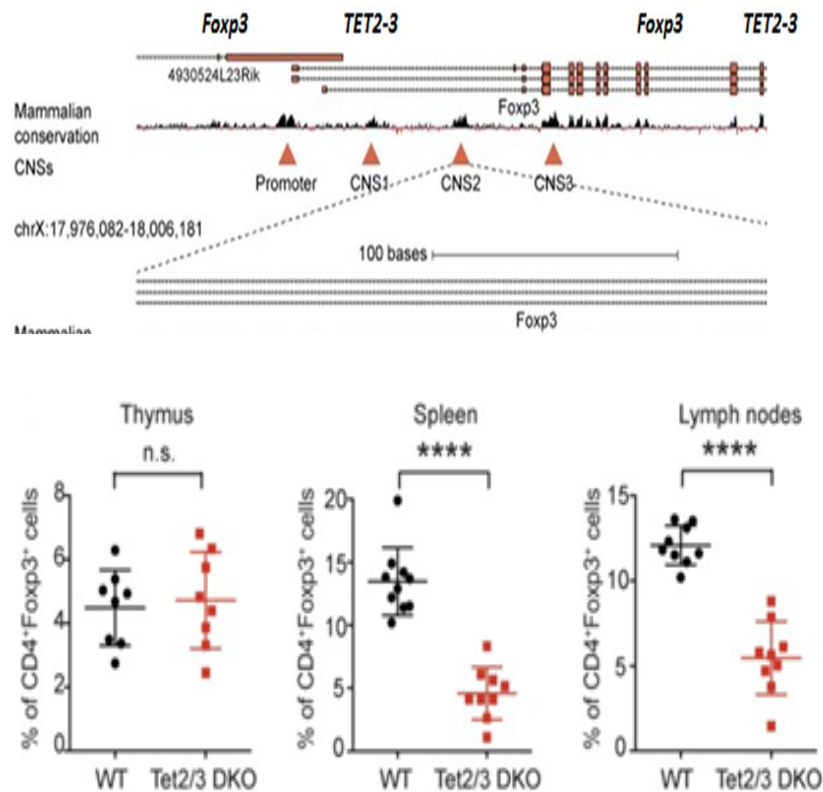 Foxp3 TET2-3 Foxp3 TET2-3
4930524L23Rik
Foxp3
Mammalian
conservation
CNSs
Promoter CNS1 CNS2 CNS3
chrX:17,976,082-18,006,181
100 bases
Foxp3
Mammalian
Thymus Spleen Lymph nodes
n.s. **** ****
% of CD4+Foxp3+ cells
8
6
4
2
0
WT Tet2/3 DKO
% of CD4+Foxp3+ cells
20
15
10
5
0
WT Tet2/3 DKO
% of CD4+Foxp3+ cells
15
10
5
0
WT Tet2/3 DKO